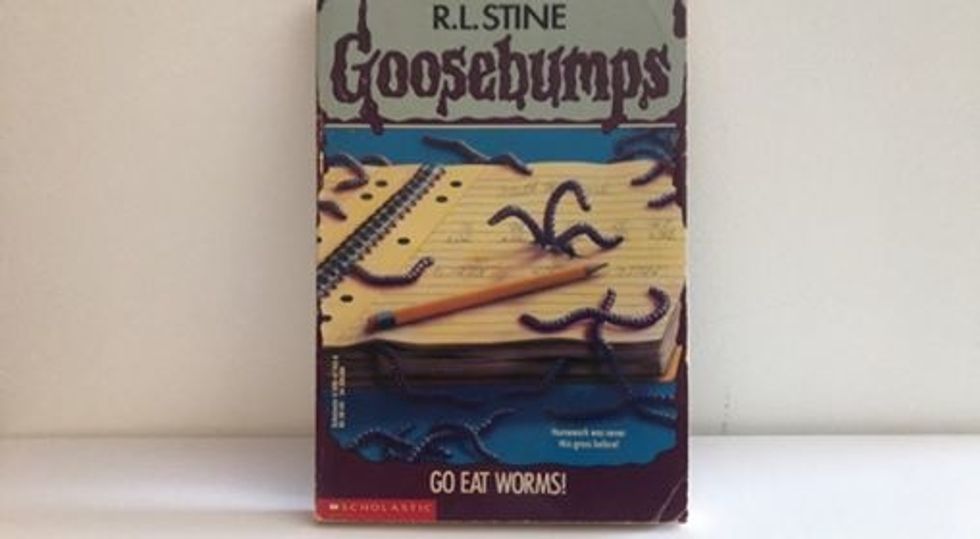 R.L. STINE
Goosebumps
Homework was never
this gross before!
GO EAT WORMS!
SCHOLASTIC